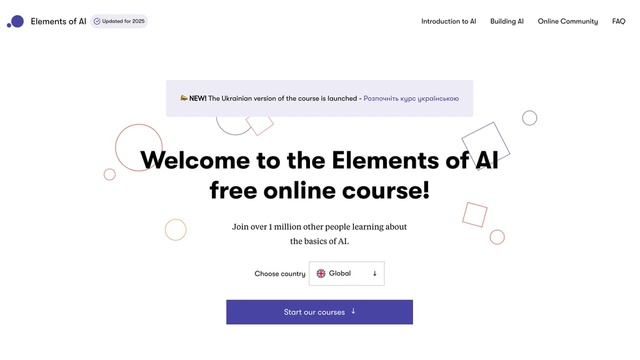 Elements of AI
Updated for 2025
Introduction to AI
Building AI
Online Community
FAQ
NEW! The Ukrainian version of the course is launched - Розпочніть курс українською
Welcome to the Elements of AI
free online course!
Join over 1 million other people learning about
the basics of AI.
Choose country
Global
Start our courses